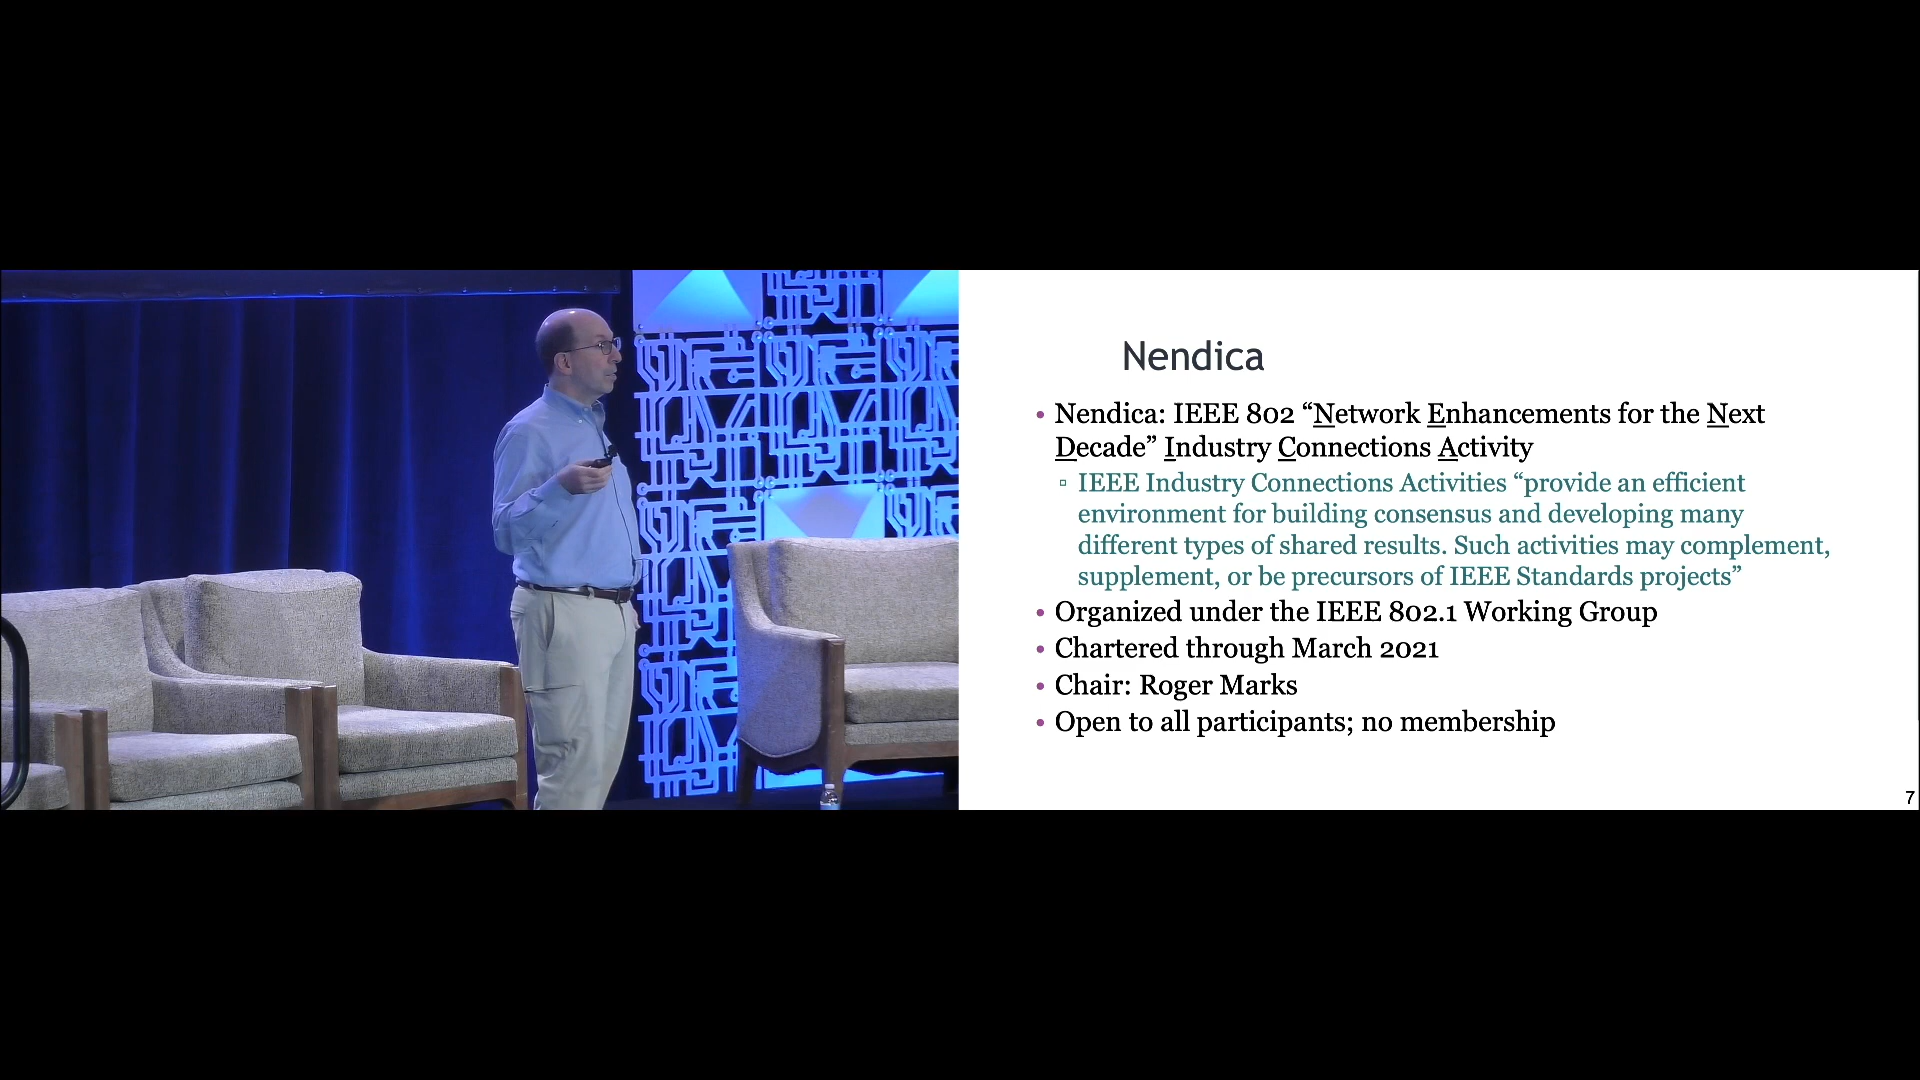 Nendica
• Nendica: IEEE 802 “Network Enhancements for the Next
Decade” Industry Connections Activity
▫ IEEE Industry Connections Activities “provide an efficient
environment for building consensus and developing many
different types of shared results. Such activities may complement,
supplement, or be precursors of IEEE Standards projects”
• Organized under the IEEE 802.1 Working Group
• Chartered through March 2021
• Chair: Roger Marks
• Open to all participants; no membership
7